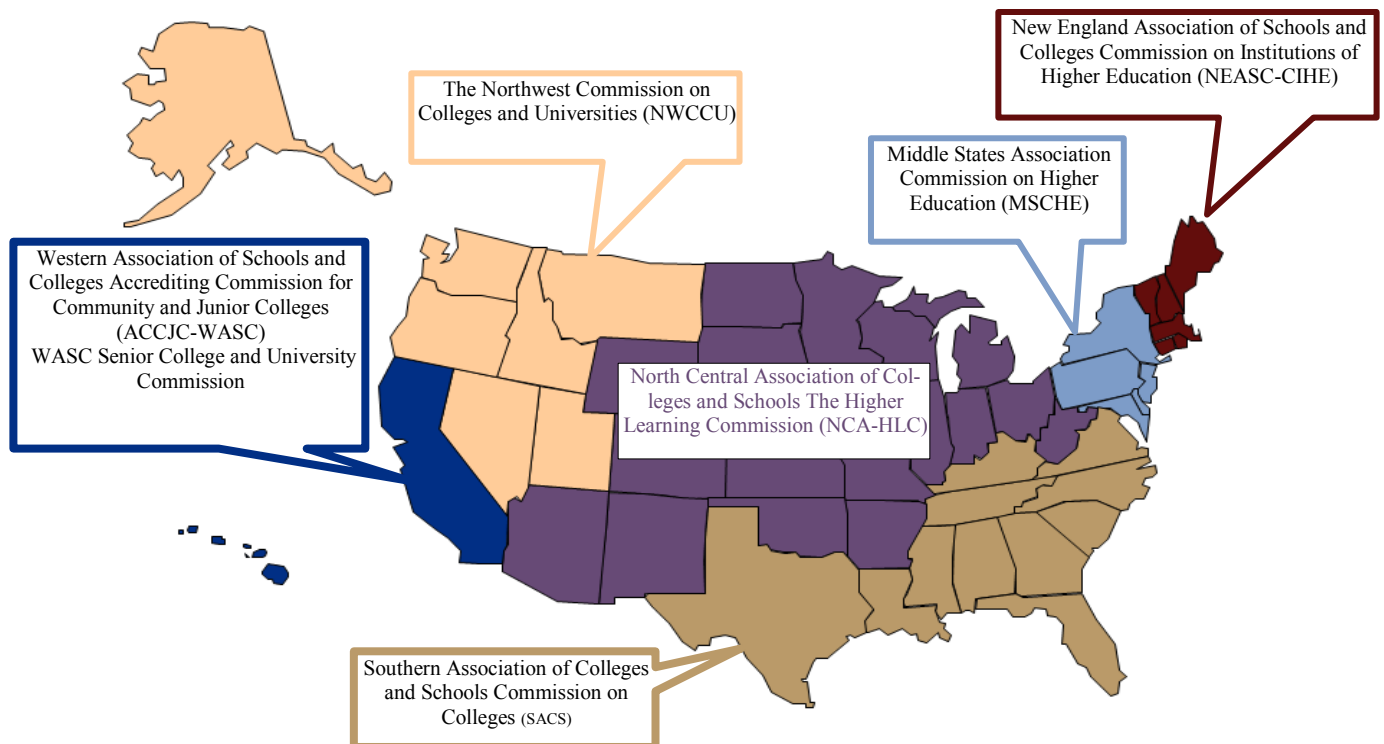 New England Association of Schools and
Colleges Commission on Institutions of
Higher Education (NEASC-CIHE)
The Northwest Commission on
Colleges and Universities (NWCCU)
Middle States Association
Commission on Higher
Education (MSCHE)
Western Association of Schools and
Colleges Accrediting Commission for
Community and Junior Colleges
(ACCJC-WASC)
WASC Senior College and University
Commission
North Central Association of Col-
leges and Schools The Higher
Learning Commission (NCA-HLC)
Southern Association of Colleges
and Schools Commission on
Colleges (SACS)